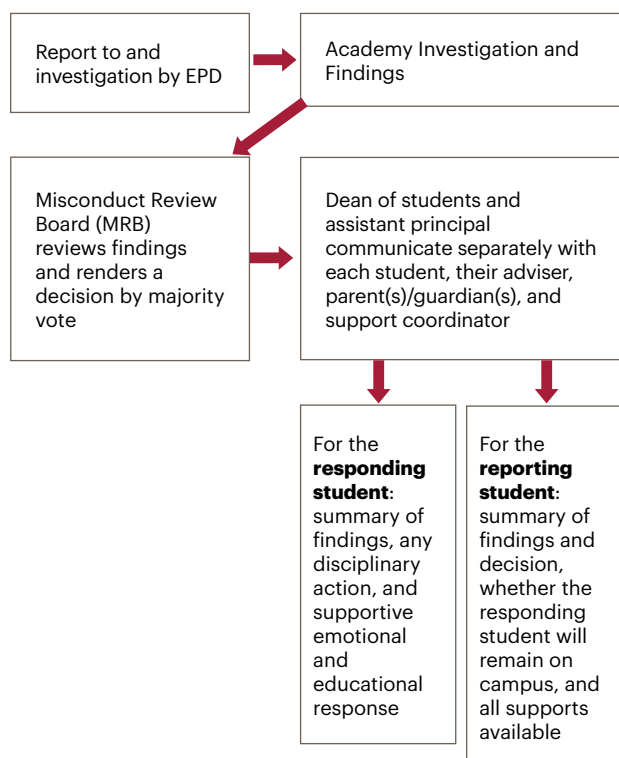 Report to and
investigation by EPD
Academy Investigation and
Findings
Misconduct Review
Board (MRB)
reviews findings
and renders a
decision by majority
vote
Dean of students and
assistant principal
communicate separately with
each student, their adviser,
parent(s)/guardian(s), and
support coordinator
For the
responding
student:
summary of
findings, any
disciplinary
action, and
supportive
emotional
and
educational
response
For the
reporting
student:
summary of
findings and
decision,
whether the
responding
student will
remain on
campus, and
all supports
available